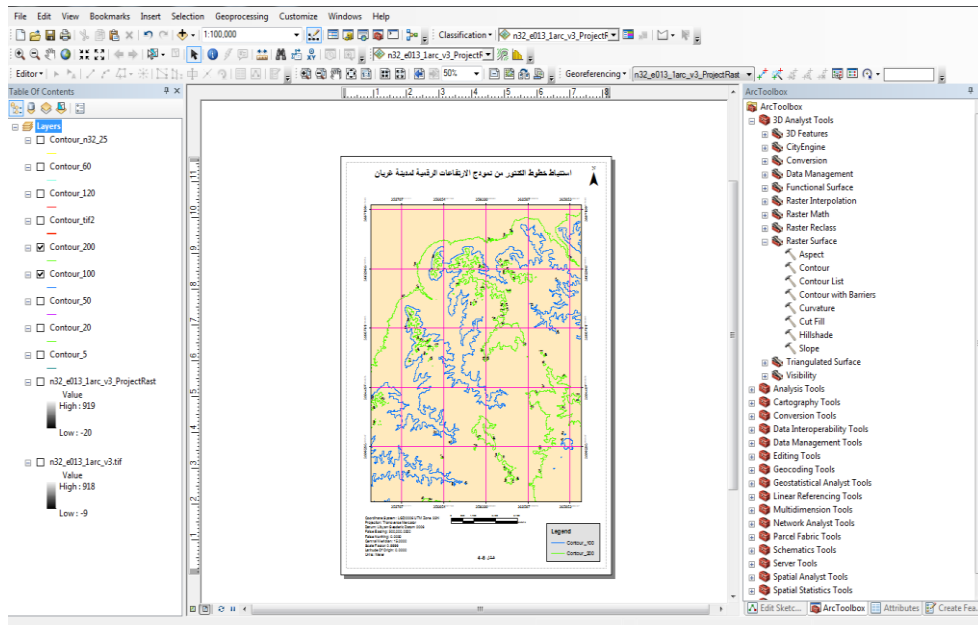 File Edit View Bookmarks Insert Selection Geoprocessing Customize Windows Help
1:100,000
Classification
n32_e013_1arc_v3_ProjectF
n32_e013_1arc_v3_ProjectF
Editor
50%
Georeferencing
n32_e013_1arc_v3_ProjectRast
Table Of Contents
Layers
Contour_n32_25
Contour_60
Contour_120
Contour_tif2
Contour_200
Contour_100
Contour_50
Contour_20
Contour_5
n32_e013_1arc_v3_ProjectRast
Value
High : 919
Low : -20
n32_e013_1arc_v3.tif
Value
High : 918
Low : -9
استنباط خطوط الكنتور من نموذج الارتفاعات الرقمية لمدينة غريان
Legend
Contour_100
Contour_200
ArcToolbox
ArcToolbox
3D Analyst Tools
3D Features
CityEngine
Conversion
Data Management
Functional Surface
Raster Interpolation
Raster Math
Raster Reclass
Raster Surface
Aspect
Contour
Contour List
Contour with Barriers
Curvature
Cut Fill
Hillshade
Slope
Triangulated Surface
Visibility
Analysis Tools
Cartography Tools
Conversion Tools
Data Interoperability Tools
Data Management Tools
Editing Tools
Geocoding Tools
Geostatistical Analyst Tools
Linear Referencing Tools
Multidimension Tools
Network Analyst Tools
Parcel Fabric Tools
Schematics Tools
Server Tools
Spatial Analyst Tools
Spatial Statistics Tools
Edit Sketc... ArcToolbox Attributes Create Fea...